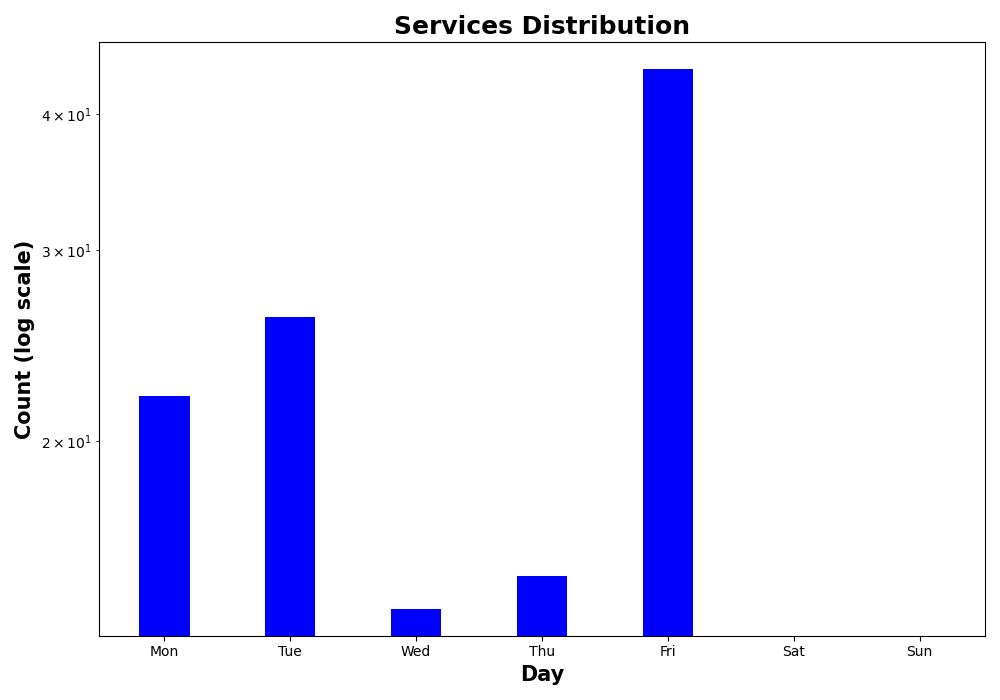 Services Distribution
4 × 10¹
3 × 10¹
2 × 10¹
Count (log scale)
Mon Tue Wed Thu Fri Sat Sun
Day